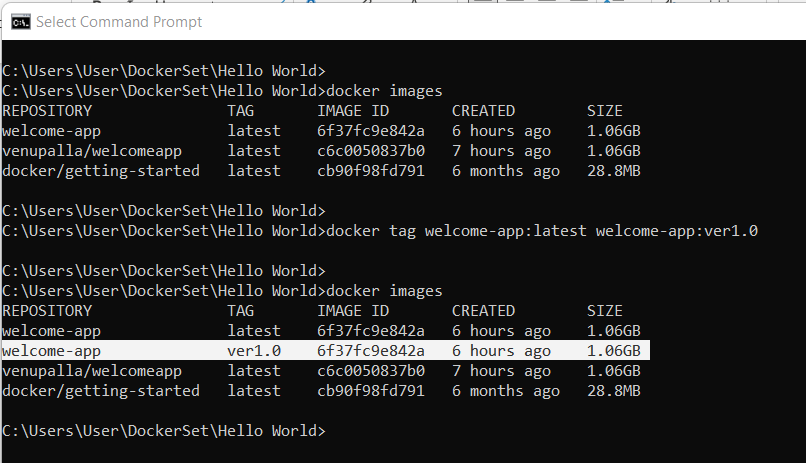 Select Command Prompt
C:\Users\User\DockerSet\Hello World>
C:\Users\User\DockerSet\Hello World>docker images
REPOSITORY TAG IMAGE ID CREATED SIZE
welcome-app latest 6f37fc9e842a 6 hours ago 1.06GB
venupalla/welcomeapp latest c6c0050837b0 7 hours ago 1.06GB
docker/getting-started latest cb90f98fd791 6 months ago 28.8MB
C:\Users\User\DockerSet\Hello World>
C:\Users\User\DockerSet\Hello World>docker tag welcome-app:latest welcome-app:ver1.0
C:\Users\User\DockerSet\Hello World>
C:\Users\User\DockerSet\Hello World>docker images
REPOSITORY TAG IMAGE ID CREATED SIZE
welcome-app latest 6f37fc9e842a 6 hours ago 1.06GB
welcome-app ver1.0 6f37fc9e842a 6 hours ago 1.06GB
venupalla/welcomeapp latest c6c0050837b0 7 hours ago 1.06GB
docker/getting-started latest cb90f98fd791 6 months ago 28.8MB
C:\Users\User\DockerSet\Hello World>